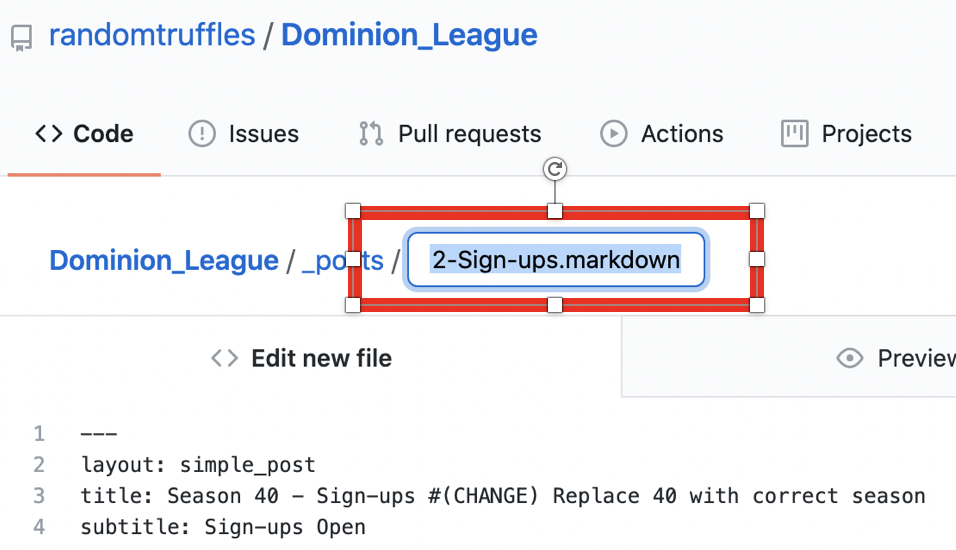 randomtruffles / Dominion_League
<> Code Issues Pull requests Actions Projects
Dominion_League / _posts / 2-Sign-ups.markdown
<> Edit new file Preview
1 ---
2 layout: simple_post
3 title: Season 40 - Sign-ups #(CHANGE) Replace 40 with correct season
4 subtitle: Sign-ups Open